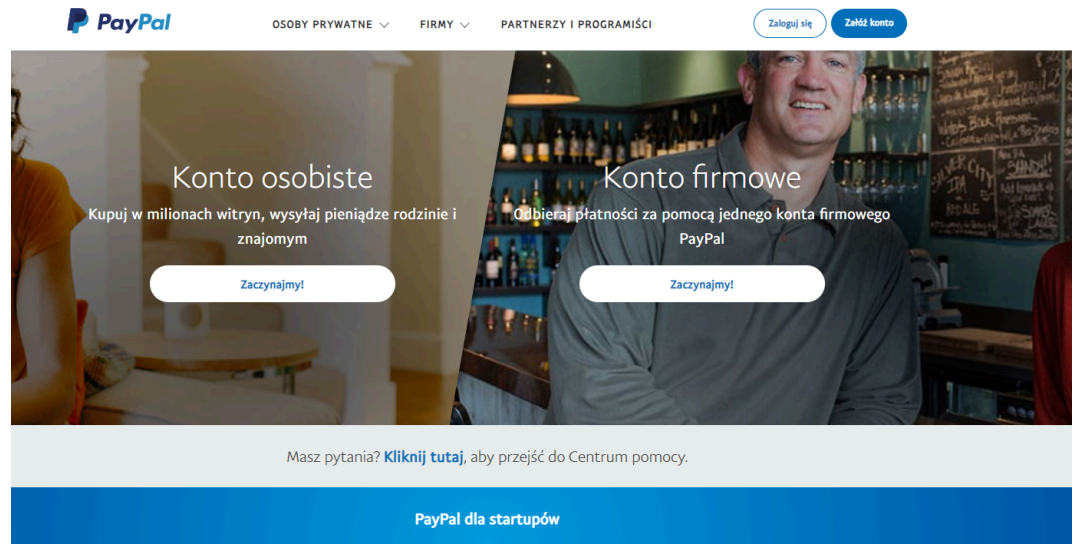 PayPal
OSOBY PRYWATNE
FIRMY
PARTNERZY I PROGRAMIŚCI
Zaloguj się
Załóż konto
Konto osobiste
Kupuj w milionach witryn, wysyłaj pieniądze rodzinie i
znajomym
Zaczynajmy!
Konto firmowe
Odbieraj płatności za pomocą jednego konta firmowego
PayPal
Zaczynajmy!
Masz pytania? Kliknij tutaj, aby przejść do Centrum pomocy.
PayPal dla startupów